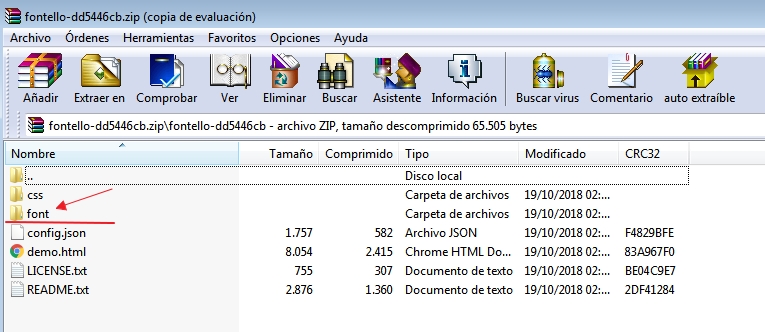 fontello-dd5446cb.zip (copia de evaluación)
Archivo Órdenes Herramientas Favoritos Opciones Ayuda
Añadir Extraer en Comprobar Ver Eliminar Buscar Asistente Información Buscar virus Comentario auto extraíble
fontello-dd5446cb.zip\fontello-dd5446cb - archivo ZIP, tamaño descomprimido 65.505 bytes
Nombre Tamaño Comprimido Tipo Modificado CRC32
.. Disco local
css Carpeta de archivos 19/10/2018 02:...
font Carpeta de archivos 19/10/2018 02:...
config.json 1.757 582 Archivo JSON 19/10/2018 02:... F4829BFE
demo.html 8.054 2.415 Chrome HTML Do... 19/10/2018 02:... 83A967F0
LICENSE.txt 755 307 Documento de texto 19/10/2018 02:... BE04C9E7
README.txt 2.876 1.360 Documento de texto 19/10/2018 02:... 2DF41284